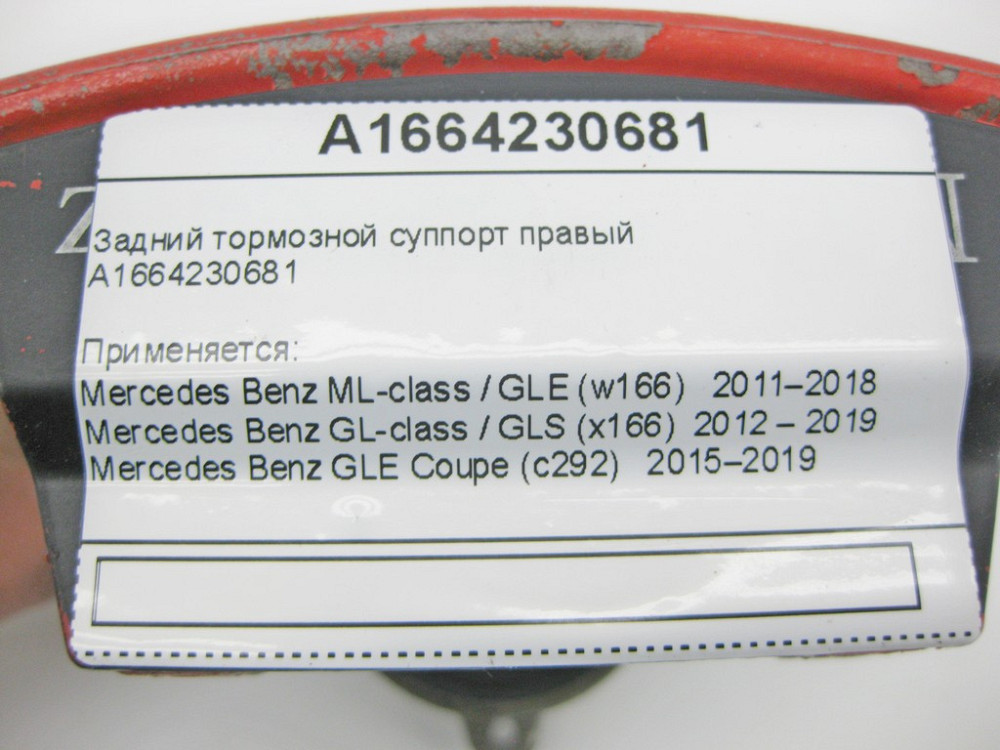 A1664230681
Задний тормозной суппорт правый
A1664230681
Применяется:
Mercedes Benz ML-class / GLE (w166) 2011–2018
Mercedes Benz GL-class / GLS (x166) 2012 – 2019
Mercedes Benz GLE Coupe (c292) 2015–2019